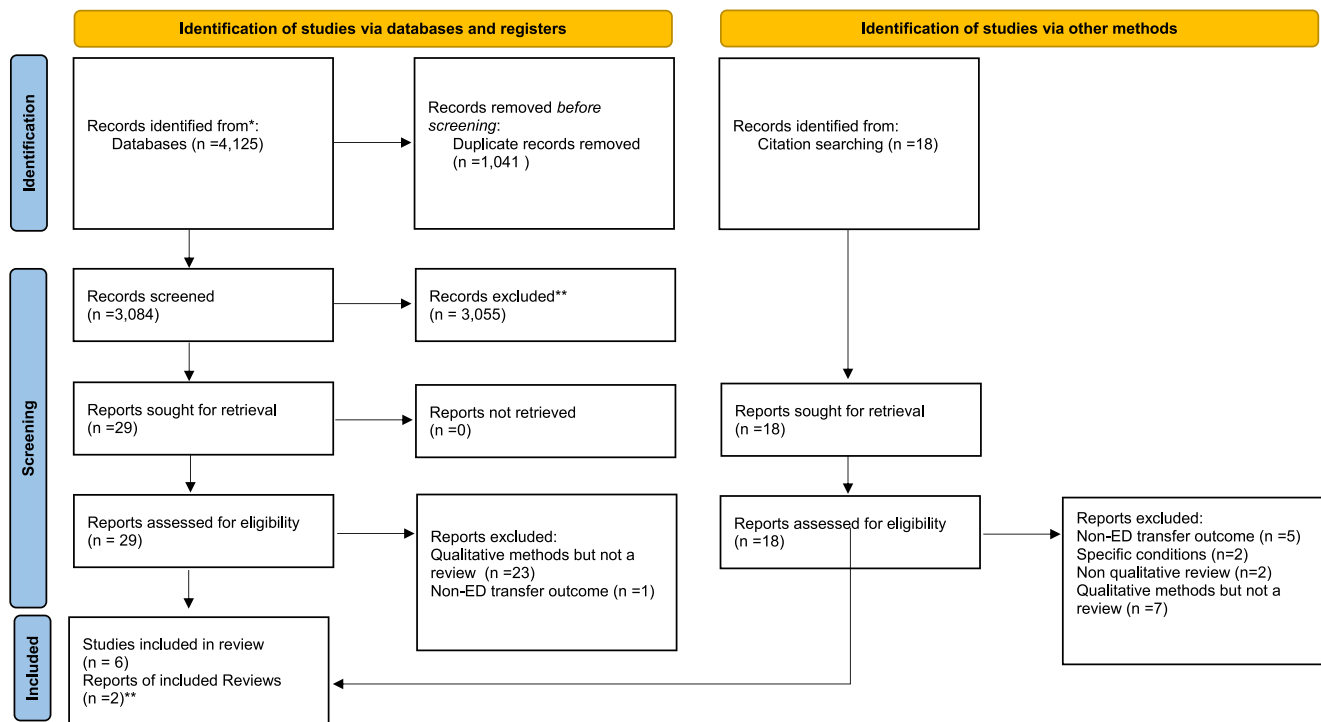 Identification of studies via databases and registers
Identification of studies via other methods
Identification
Records identified from*:
Databases (n =4,125)
Records removed before
screening:
Duplicate records removed
(n =1,041 )
Records identified from:
Citation searching (n =18)
Screening
Records screened
(n =3,084)
Records excluded**
(n = 3,055)
Reports sought for retrieval
(n =29)
Reports not retrieved
(n =0)
Reports sought for retrieval
(n =18)
Reports assessed for eligibility
(n = 29)
Reports excluded:
Qualitative methods but not a
review (n =23)
Non-ED transfer outcome (n =1)
Reports assessed for eligibility
(n =18)
Reports excluded:
Non-ED transfer outcome (n =5)
Specific conditions (n=2)
Non qualitative review (n=2)
Qualitative methods but not a
review (n =7)
Included
Studies included in review
(n = 6)
Reports of included Reviews
(n =2)**